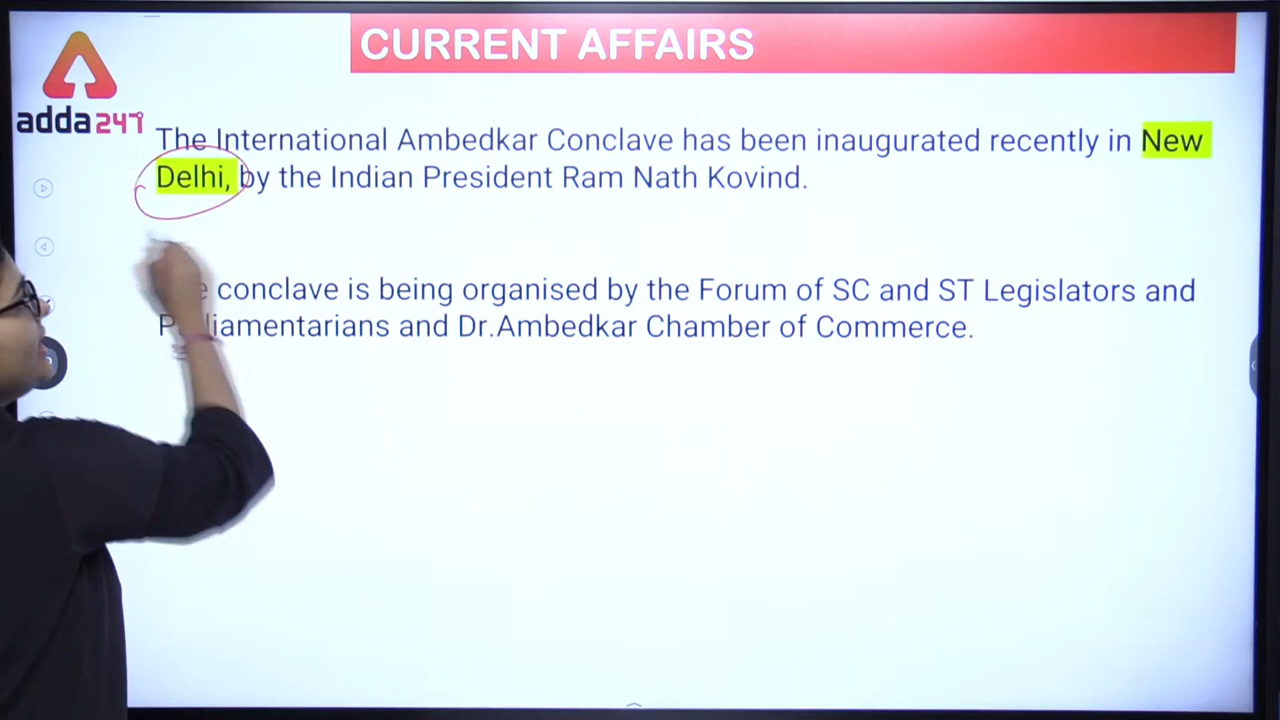 CURRENT AFFAIRS
adda247
The International Ambedkar Conclave has been inaugurated recently in New
Delhi, by the Indian President Ram Nath Kovind.
conclave is being organised by the Forum of SC and ST Legislators and
and Dr.Ambedkar Chamber of Commerce.